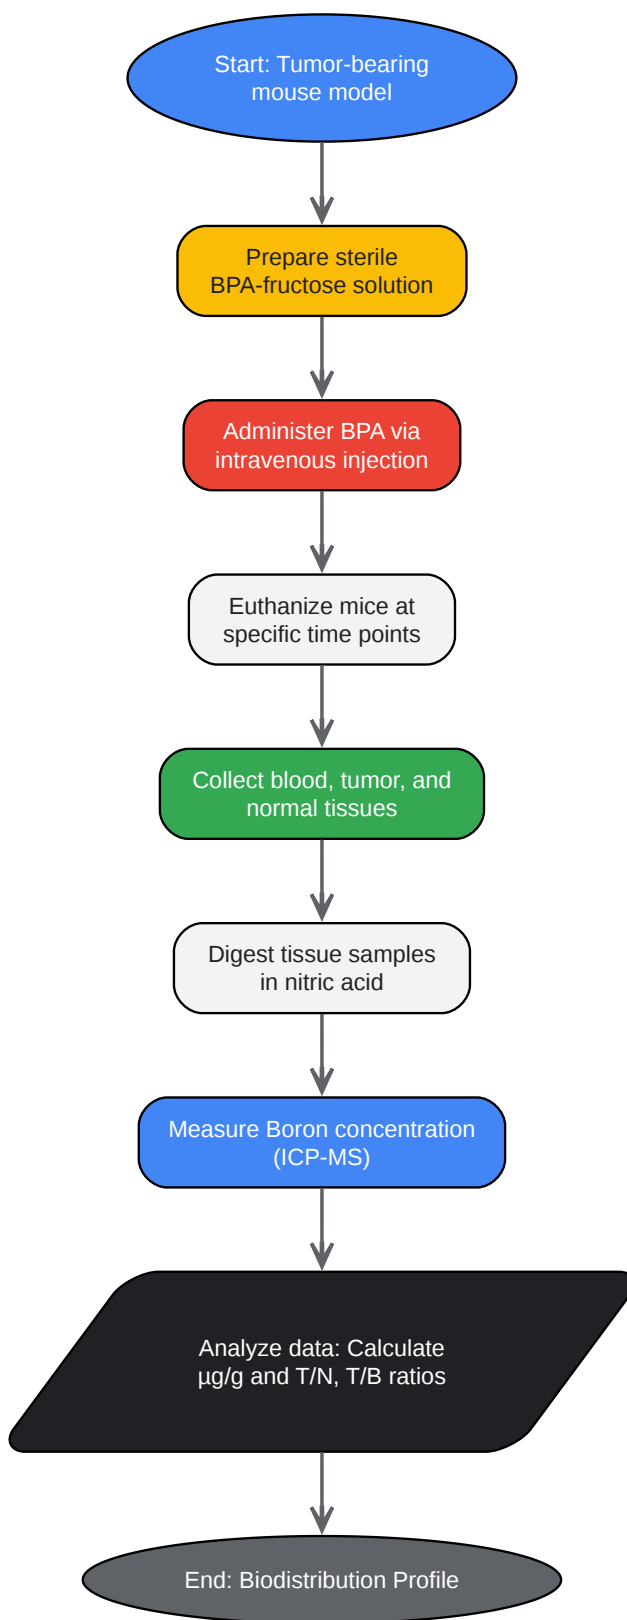 Start: Tumor-bearing
mouse model
Prepare sterile
BPA-fructose solution
Administer BPA via
intravenous injection
Euthanize mice at
specific time points
Collect blood, tumor, and
normal tissues
Digest tissue samples
in nitric acid
Measure Boron concentration
(ICP-MS)
Analyze data: Calculate
µg/g and T/N, T/B ratios
End: Biodistribution Profile